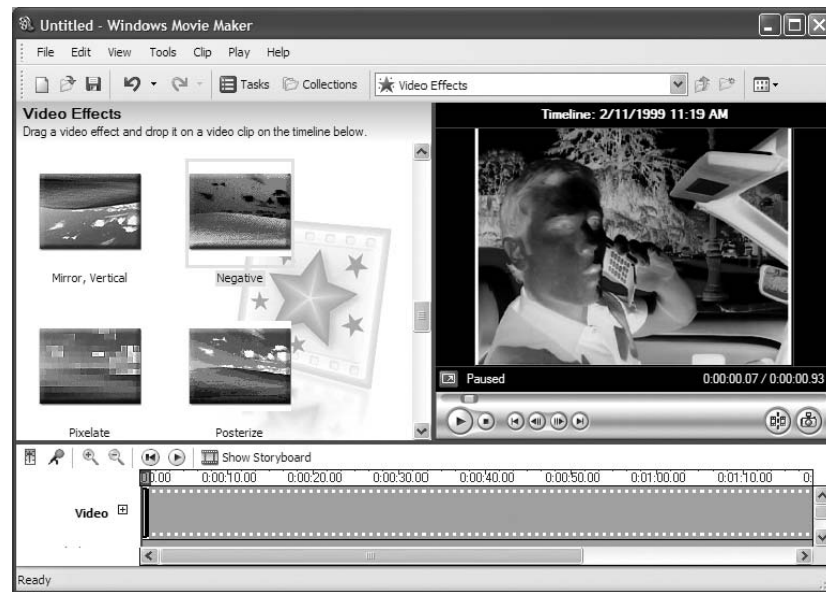 Untitled - Windows Movie Maker
File Edit View Tools Clip Play Help
Tasks Collections Video Effects
Video Effects
Drag a video effect and drop it on a video clip on the timeline below.
Mirror, Vertical Negative
Pixelate Posterize
Timeline: 2/11/1999 11:19 AM
Paused 0:00:00.07 / 0:00:00.93
Show Storyboard
0:00:10.00 0:00:20.00 0:00:30.00 0:00:40.00 0:00:50.00 0:01:00.00 0:01:10.00
Video
Ready